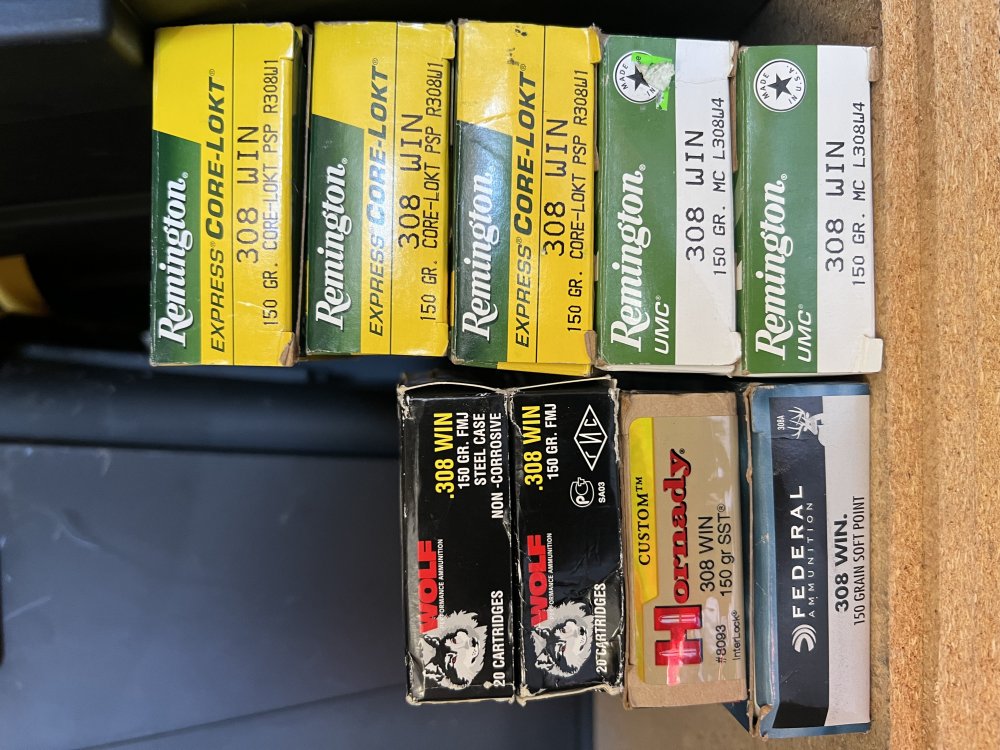 Remington®
EXPRESS® CORE-LOKT®
308 WIN
150 GR. CORE-LOKT PSP R308W1
Remington®
EXPRESS® CORE-LOKT®
308 WIN
150 GR. CORE-LOKT PSP R308W1
Remington®
EXPRESS® CORE-LOKT®
308 WIN
150 GR. CORE-LOKT PSP R308W1
MADE
IN
Remington®
UMC®
308 WIN
150 GR. MC L308W4
MADE
IN U.S.A.
Remington®
UMC®
308 WIN
150 GR. MC L308W4
WOLF
PERFORMANCE AMMUNITION
.308 WIN
150 GR. FMJ
STEEL CASE
NON-CORROSIVE
20 CARTRIDGES
WOLF
PERFORMANCE AMMUNITION
.308 WIN
150 GR. FMJ
SA03
20 CARTRIDGES
CUSTOM™
Hornady®
308 WIN
150 gr SST®
#8093
InterLock®
308A
FEDERAL
AMMUNITION
308 WIN.
150 GRAIN SOFT POINT